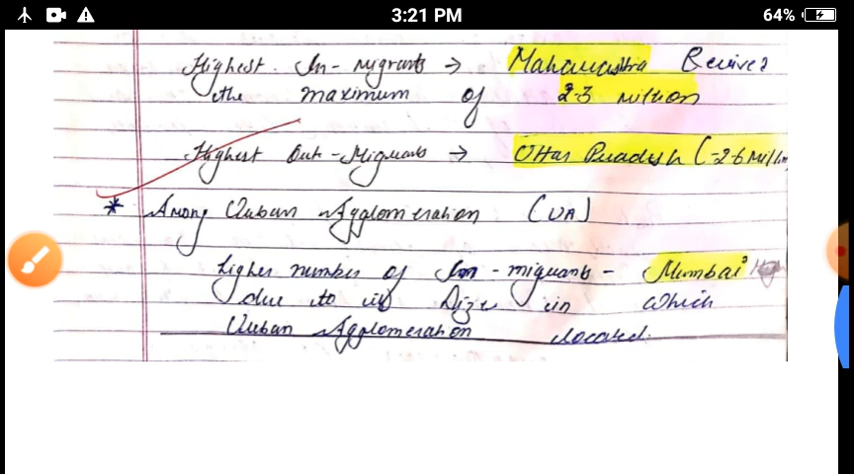 3:21 PM
64%
Highest In-migrants → Maharashtra Receives
the maximum of 2.3 million
Highest Out-Migrants → Uttar Pradesh (-2.6 Million
* Among Urban Agglomeration (UA)
higher number of In-migrants - Mumbai
due to its size in which
Urban Agglomeration located.